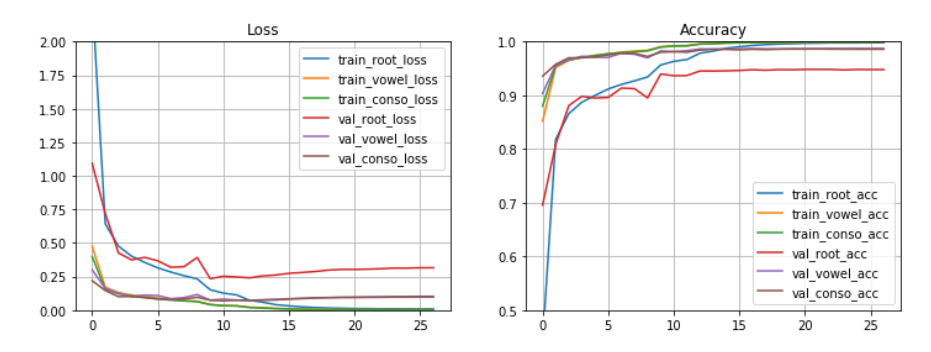 Loss
2.00
1.75
1.50
1.25
1.00
0.75
0.50
0.25
0.00
0 5 10 15 20 25
train_root_loss
train_vowel_loss
train_conso_loss
val_root_loss
val_vowel_loss
val_conso_loss
Accuracy
1.0
0.9
0.8
0.7
0.6
0.5
0 5 10 15 20 25
train_root_acc
train_vowel_acc
train_conso_acc
val_root_acc
val_vowel_acc
val_conso_acc